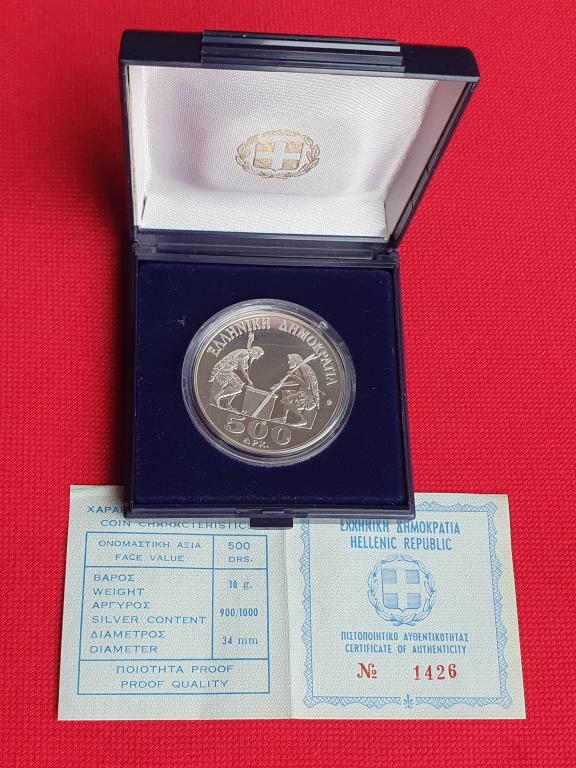 ΕΛΛΗΝΙΚΗ ΔΗΜΟΚΡΑΤΙΑ
500
ΔΡΧ.
COIN CHARACTERISTICS
ΟΝΟΜΑΣΤΙΚΗ ΑΞΙΑ
FACE VALUE
500
DRS.
ΒΑΡΟΣ
WEIGHT
18 g.
ΑΡΓΥΡΟΣ
SILVER CONTENT
900/1000
ΔΙΑΜΕΤΡΟΣ
DIAMETER
34 mm
ΠΟΙΟΤΗΤΑ PROOF
PROOF QUALITY
ΕΛΛΗΝΙΚΗ ΔΗΜΟΚΡΑΤΙΑ
HELLENIC REPUBLIC
ΠΙΣΤΟΠΟΙΗΤΙΚΟ ΑΥΘΕΝΤΙΚΟΤΗΤΑΣ
CERTIFICATE OF AUTHENTICITY
№ 1426